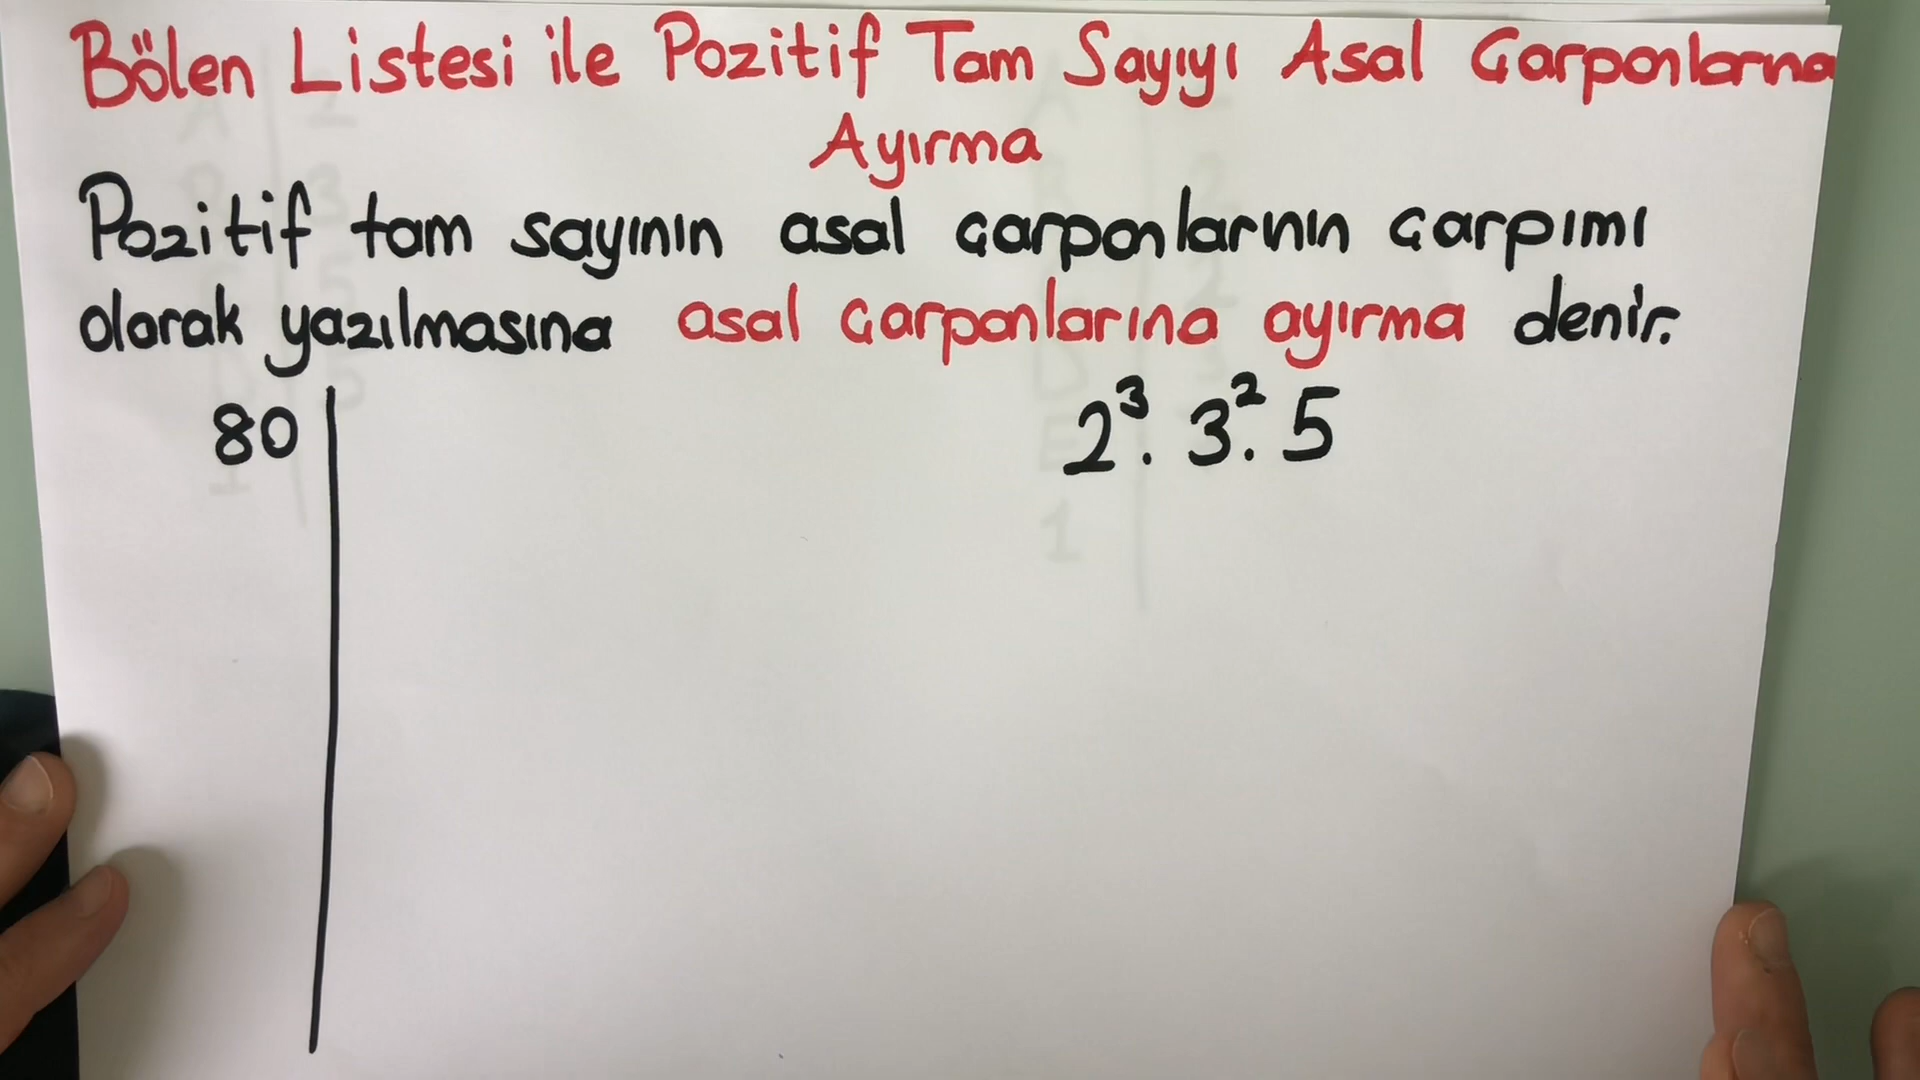 Bölen Listesi ile Pozitif Tam Sayıyı Asal Çarpanlarına
Ayırma
Pozitif tam sayının asal çarpanlarının çarpımı
olarak yazılmasına asal çarpanlarına ayırma denir.
80 2³. 3². 5